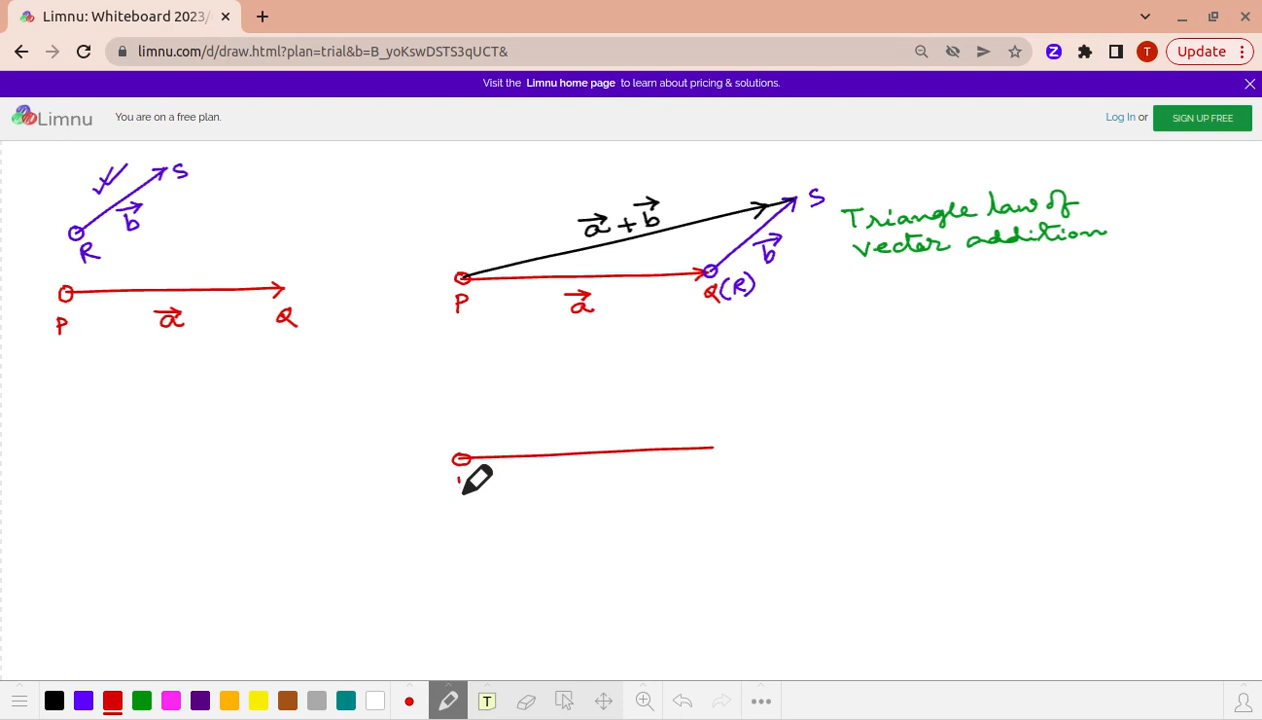 Limnu: Whiteboard 2023/
limnu.com/d/draw.html?plan=trial&b=B_yoKswDSTS3qUCT&
Z
T
Update
Visit the Limnu home page to learn about pricing & solutions.
Limnu
You are on a free plan.
Log In or
SIGN UP FREE
S
b
R
P
a
Q
a + b
S
b
P
a
Q(R)
Triangle law of
vector addition
T